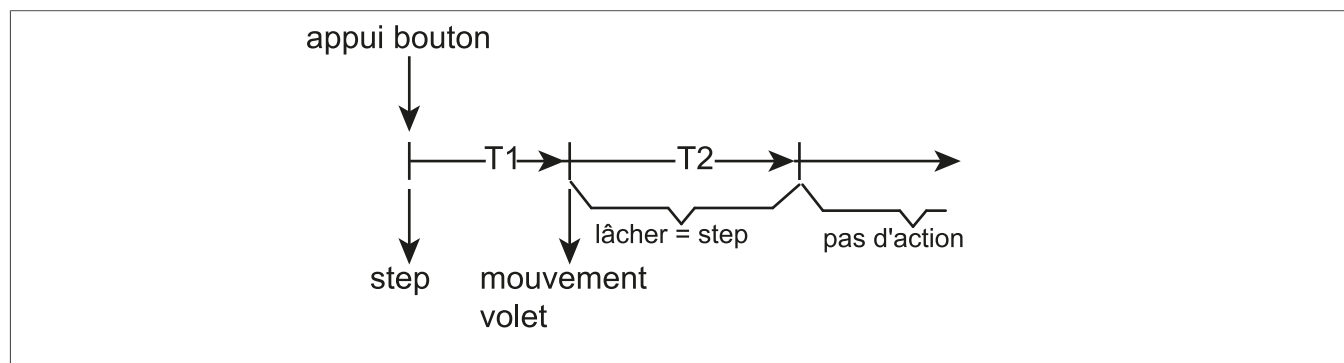 appui bouton
T1
T2
lâcher = step
pas d'action
step
mouvement
volet